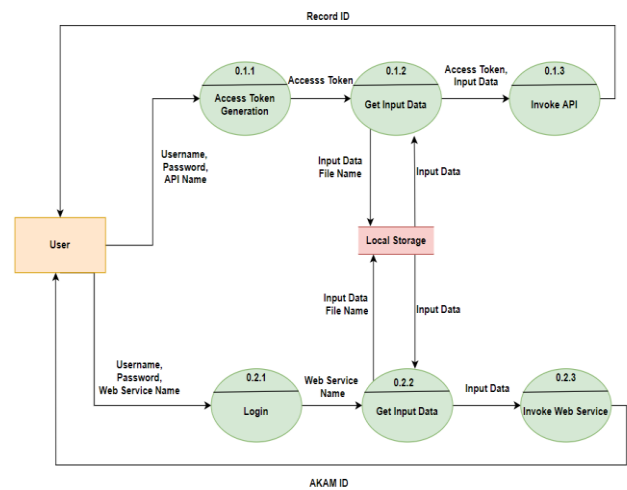 Record ID
0.1.1
Access Token
Generation
Accesss Token
0.1.2
Get Input Data
Access Token,
Input Data
0.1.3
Invoke API
Username,
Password,
API Name
Input Data
File Name
Input Data
User
Local Storage
Input Data
File Name
Input Data
Username,
Password,
Web Service Name
0.2.1
Login
Web Service
Name
0.2.2
Get Input Data
Input Data
0.2.3
Invoke Web Service
AKAM ID